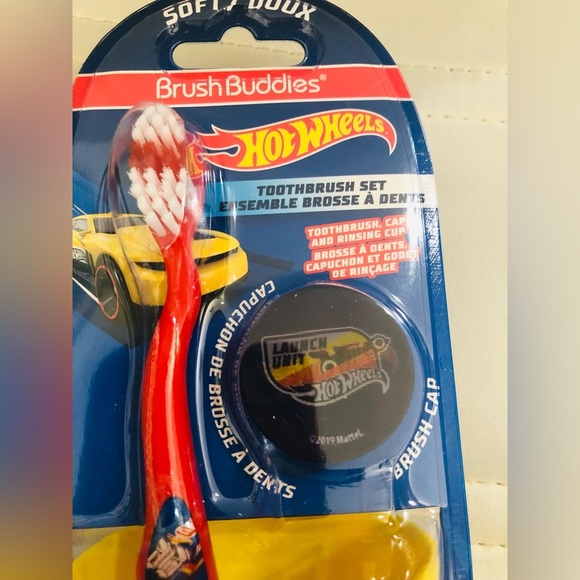 SOFT / DOUX
Brush Buddies®
HOT WHEELS
TOOTHBRUSH SET
ENSEMBLE BROSSE À DENTS
TOOTHBRUSH, CAP
AND RINSING CUP
BROSSE À DENTS,
CAPUCHON ET GODET
DE RINÇAGE
CAPUCHON DE BROSSE À DENTS
LAUNCH
UNIT
HOT WHEELS
©2019 Mattel.
BRUSH CAP